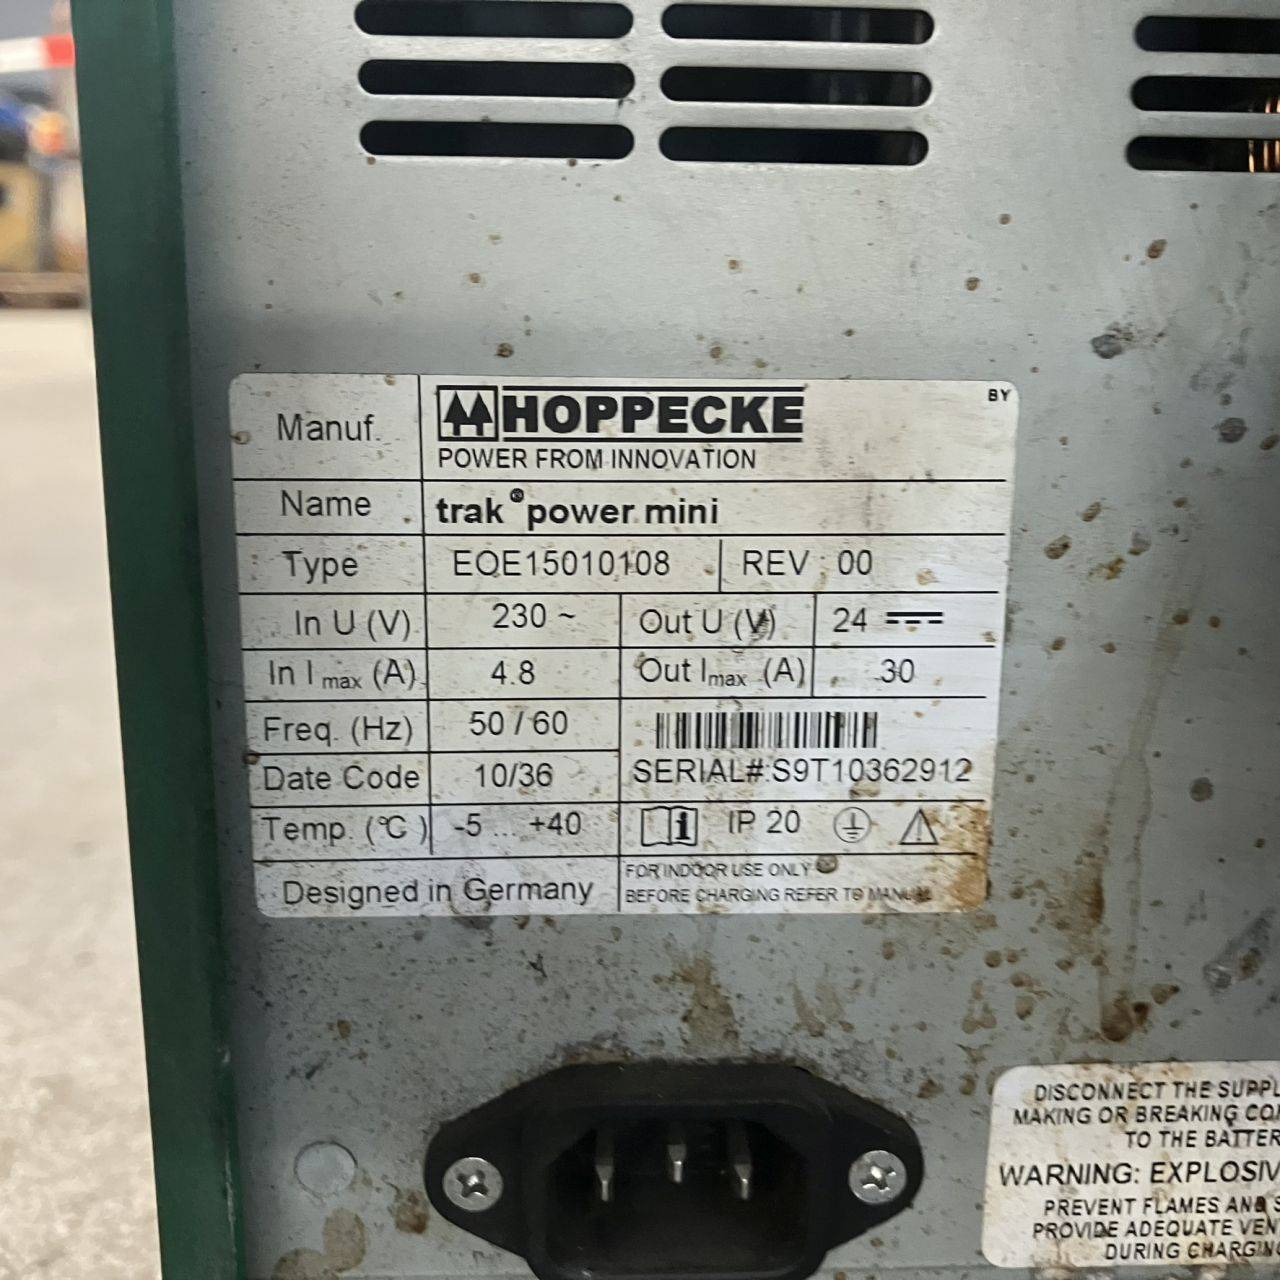 BY
Manuf. HOPPECKE
POWER FROM INNOVATION
Name trak®power mini
Type EOE15010108 REV : 00
In U (V) 230 ~ Out U (V) 24 ⎓
In I max (A) 4.8 Out Imax (A) 30
Freq. (Hz) 50 / 60
Date Code 10/36 SERIAL#:S9T10362912
Temp. (°C) -5 ... +40 i IP 20
Designed in Germany FOR INDOOR USE ONLY
BEFORE CHARGING REFER TO MANUAL
DISCONNECT THE SUPPL
MAKING OR BREAKING CON
TO THE BATTER
WARNING: EXPLOSIV
PREVENT FLAMES AND S
PROVIDE ADEQUATE VEN
DURING CHARGING